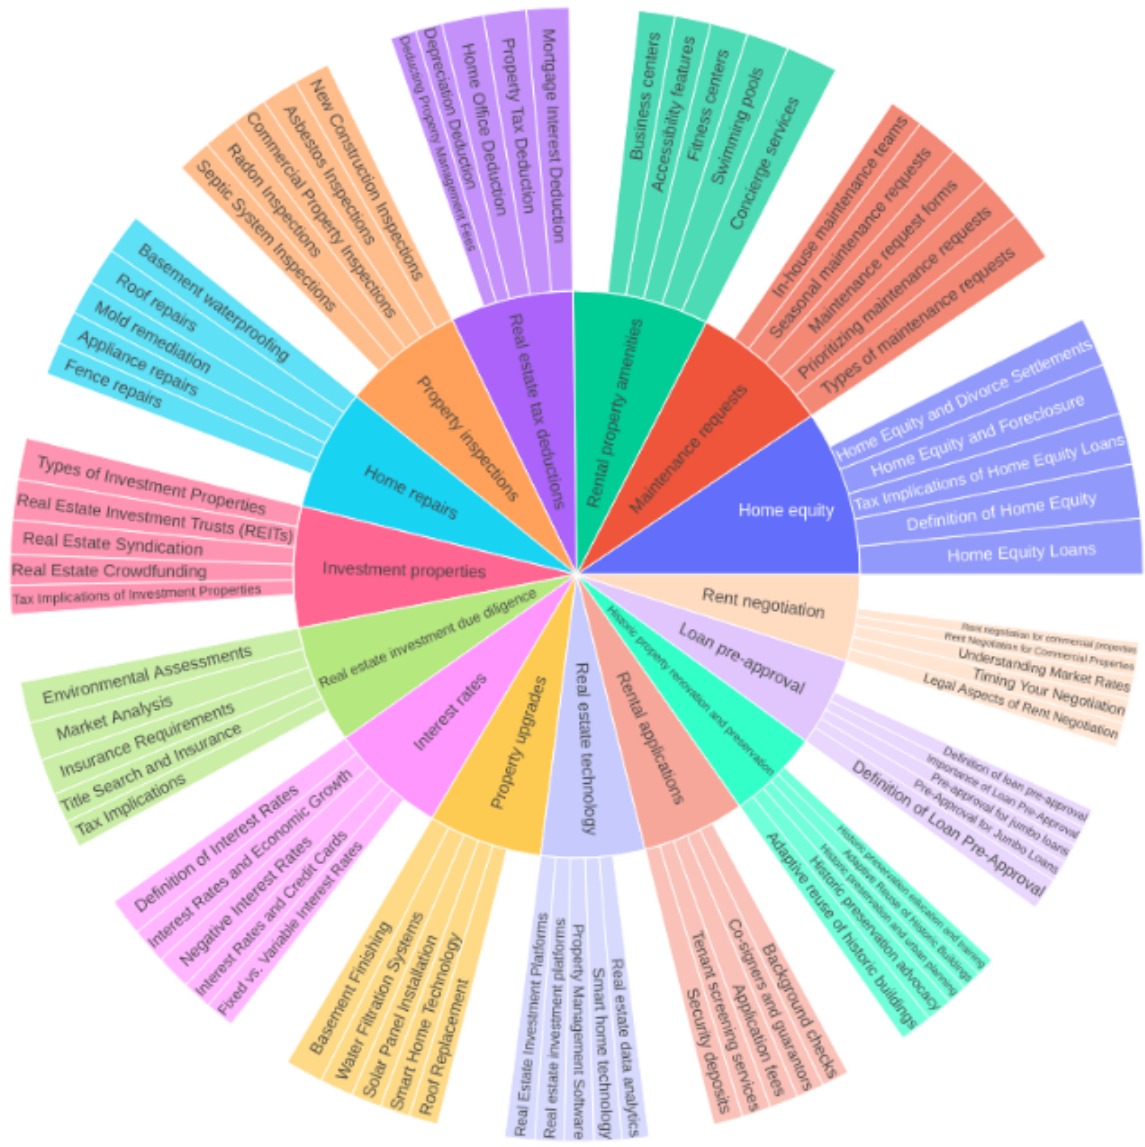 Home equity
Home Equity and Divorce Settlements
Home Equity and Foreclosure
Tax Implications of Home Equity Loans
Definition of Home Equity
Home Equity Loans
Maintenance requests
In-house maintenance teams
Seasonal maintenance requests
Maintenance request forms
Prioritizing maintenance requests
Types of maintenance requests
Rental property amenities
Business centers
Accessibility features
Fitness centers
Swimming pools
Concierge services
Real estate tax deductions
Deducting Property Management Fees
Depreciation Deduction
Home Office Deduction
Property Tax Deduction
Mortgage Interest Deduction
Property inspections
Septic System Inspections
Radon Inspections
Commercial Property Inspections
Asbestos Inspections
New Construction Inspections
Home repairs
Basement waterproofing
Roof repairs
Mold remediation
Appliance repairs
Fence repairs
Investment properties
Types of Investment Properties
Real Estate Investment Trusts (REITs)
Real Estate Syndication
Real Estate Crowdfunding
Tax Implications of Investment Properties
Real estate investment due diligence
Environmental Assessments
Market Analysis
Insurance Requirements
Title Search and Insurance
Tax Implications
Interest rates
Definition of Interest Rates
Interest Rates and Economic Growth
Negative Interest Rates
Interest Rates and Credit Cards
Fixed vs. Variable Interest Rates
Property upgrades
Basement Finishing
Water Filtration Systems
Solar Panel Installation
Smart Home Technology
Roof Replacement
Real estate technology
Real Estate Investment Platforms
Real estate investment platforms
Property Management Software
Smart home technology
Real estate data analytics
Rental applications
Security deposits
Tenant screening services
Application fees
Co-signers and guarantors
Background checks
Historic property renovation and preservation
Adaptive reuse of historic buildings
Historic preservation advocacy
Historic preservation and urban planning
Adaptive Reuse of Historic Buildings
Historic preservation education and training
Loan pre-approval
Definition of loan pre-approval
Importance of Loan Pre-Approval
Pre-approval for jumbo loans
Pre-Approval for Jumbo Loans
Definition of Loan Pre-Approval
Rent negotiation
Rent negotiation for commercial properties
Rent Negotiation for Commercial Properties
Understanding Market Rates
Timing Your Negotiation
Legal Aspects of Rent Negotiation